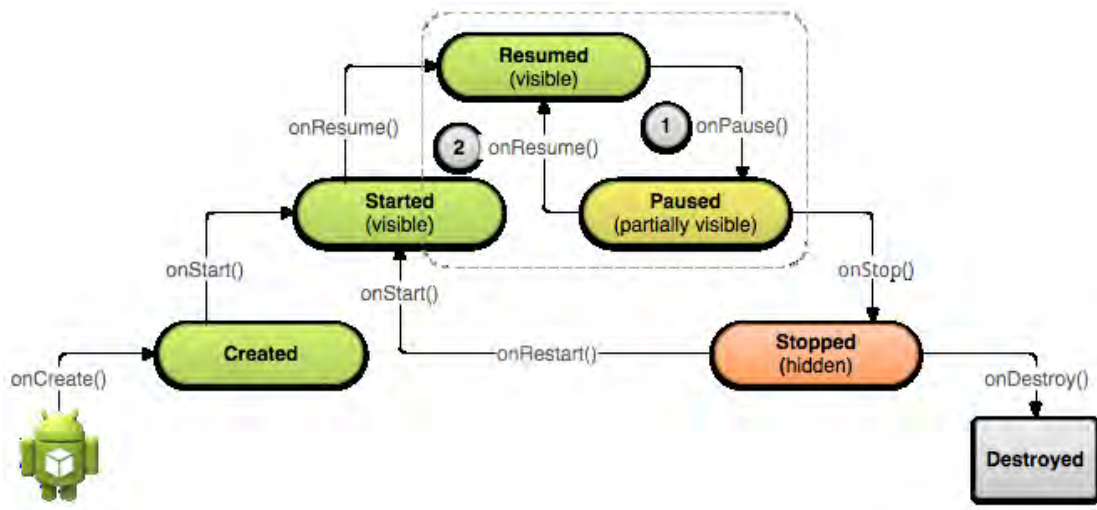 Resumed
(visible)
onResume()
2
onResume()
1
onPause()
Started
(visible)
Paused
(partially visible)
onStart()
onStart()
onStop()
Created
onRestart()
Stopped
(hidden)
onCreate()
onDestroy()
Destroyed